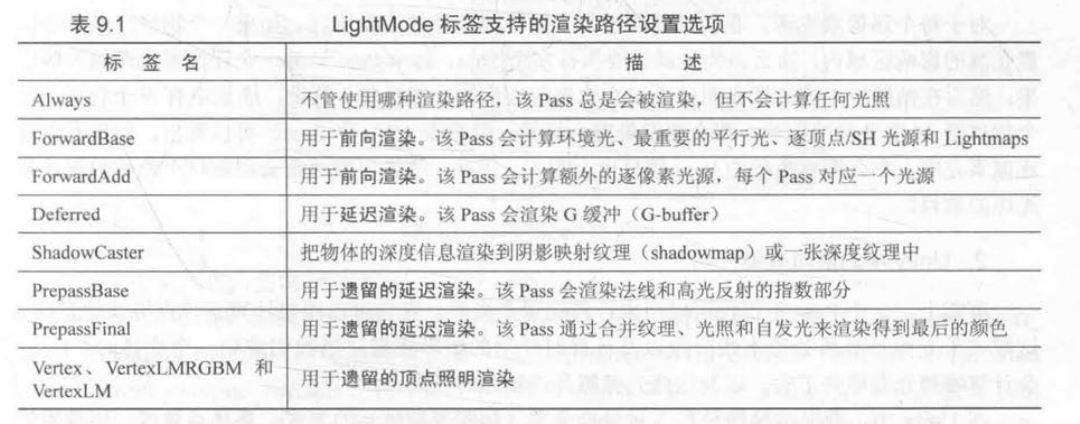 表 9.1 LightMode 标签支持的渲染路径设置选项
标 签 名 描 述
Always 不管使用哪种渲染路径，该 Pass 总是会被渲染，但不会计算任何光照
ForwardBase 用于前向渲染。该 Pass 会计算环境光、最重要的平行光、逐顶点/SH 光源和 Lightmaps
ForwardAdd 用于前向渲染。该 Pass 会计算额外的逐像素光源，每个 Pass 对应一个光源
Deferred 用于延迟渲染。该 Pass 会渲染 G 缓冲（G-buffer）
ShadowCaster 把物体的深度信息渲染到阴影映射纹理（shadowmap）或一张深度纹理中
PrepassBase 用于遗留的延迟渲染。该 Pass 会渲染法线和高光反射的指数部分
PrepassFinal 用于遗留的延迟渲染。该 Pass 通过合并纹理、光照和自发光来渲染得到最后的颜色
Vertex、VertexLMRGBM 和
VertexLM 用于遗留的顶点照明渲染